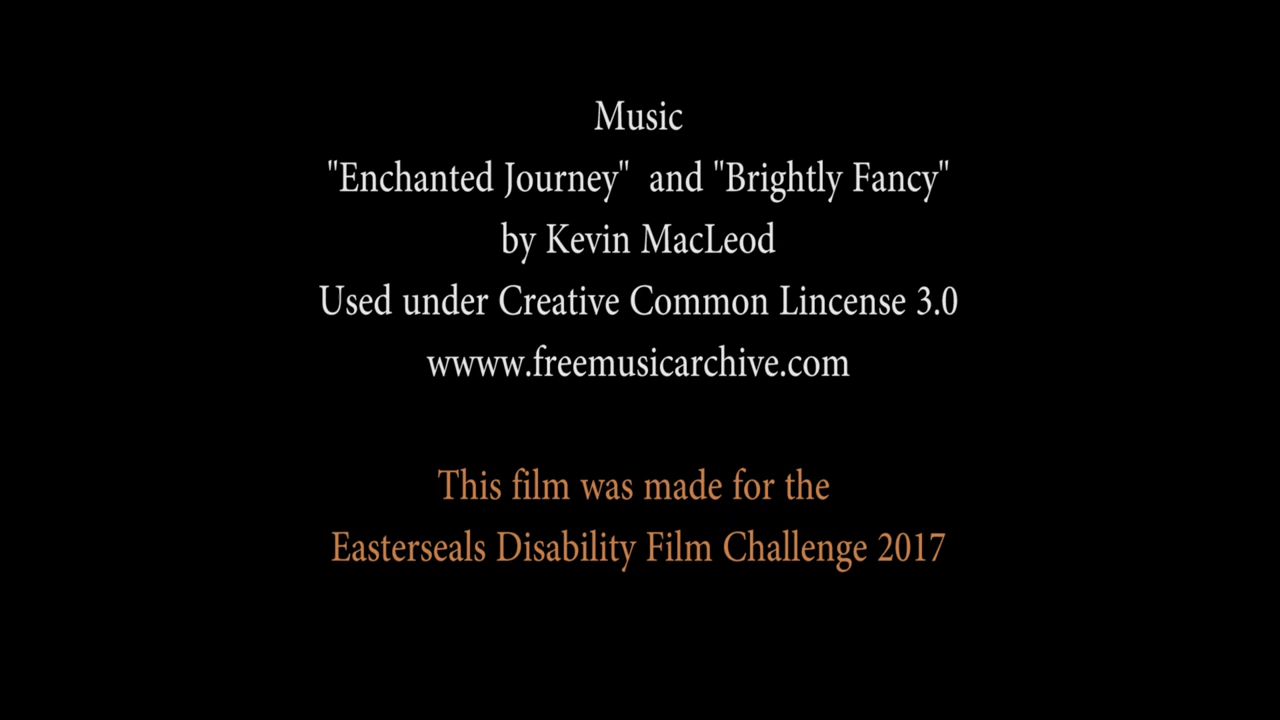 Music
"Enchanted Journey"  and "Brightly Fancy"
by Kevin MacLeod
Used under Creative Common Lincense 3.0
wwww.freemusicarchive.com
This film was made for the
Easterseals Disability Film Challenge 2017